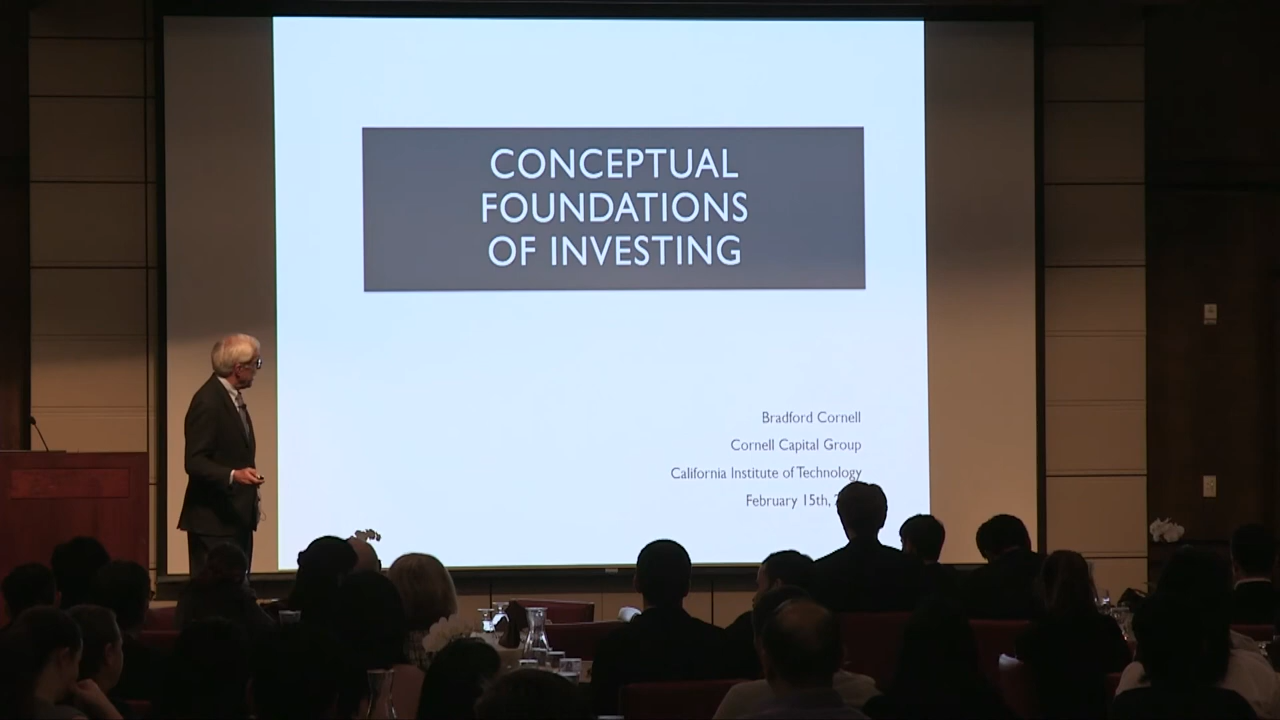 CONCEPTUAL
FOUNDATIONS
OF INVESTING
Bradford Cornell
Cornell Capital Group
California Institute of Technology
February 15th,